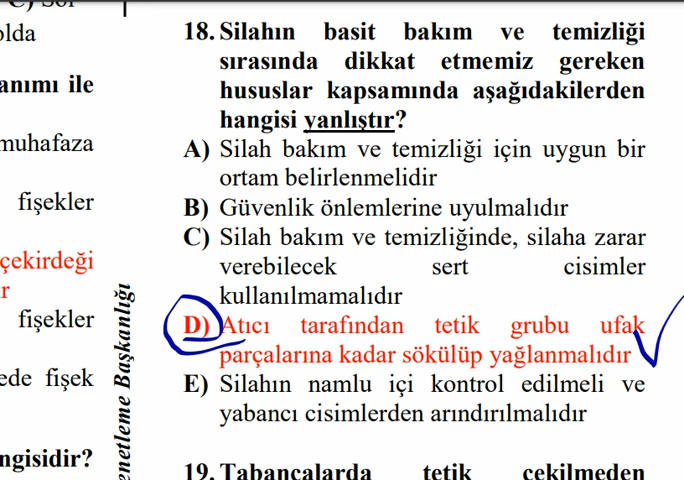 olda
anımı ile
muhafaza
fişekler
çekirdeği
r
fişekler
ede fişek
ngisidir?
enetleme Başkanlığı
18. Silahın basit bakım ve temizliği
sırasında dikkat etmemiz gereken
hususlar kapsamında aşağıdakilerden
hangisi yanlıştır?
A) Silah bakım ve temizliği için uygun bir
ortam belirlenmelidir
B) Güvenlik önlemlerine uyulmalıdır
C) Silah bakım ve temizliğinde, silaha zarar
verebilecek sert cisimler
kullanılmamalıdır
D) Atıcı tarafından tetik grubu ufak
parçalarına kadar sökülüp yağlanmalıdır
E) Silahın namlu içi kontrol edilmeli ve
yabancı cisimlerden arındırılmalıdır
19. Tabancalarda tetik çekilmeden